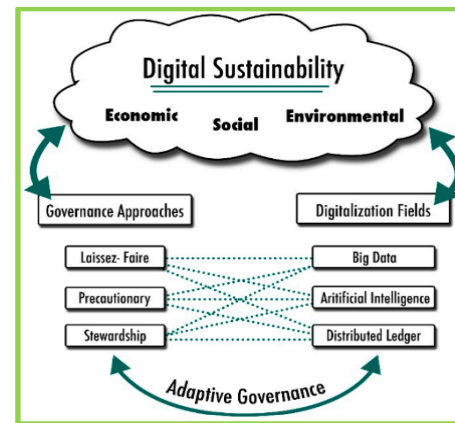 Digital Sustainability
Economic Social Environmental
Governance Approaches Digitalization Fields
Laissez- Faire Big Data
Precautionary Aritificial Intelligence
Stewardship Distributed Ledger
Adaptive Governance